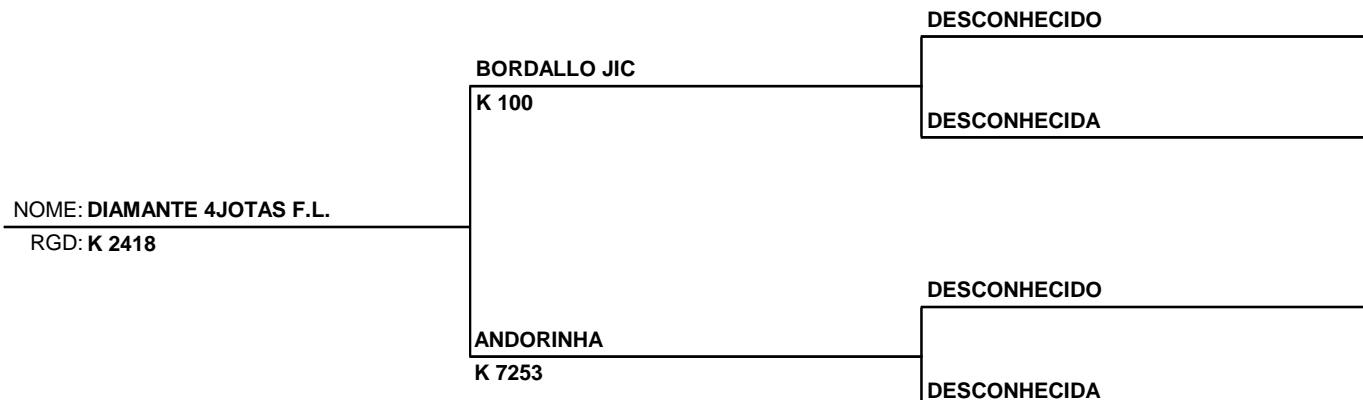 DESCONHECIDO
BORDALLO JIC
K 100
DESCONHECIDA
NOME: DIAMANTE 4JOTAS F.L.
RGD: K 2418
DESCONHECIDO
ANDORINHA
K 7253
DESCONHECIDA